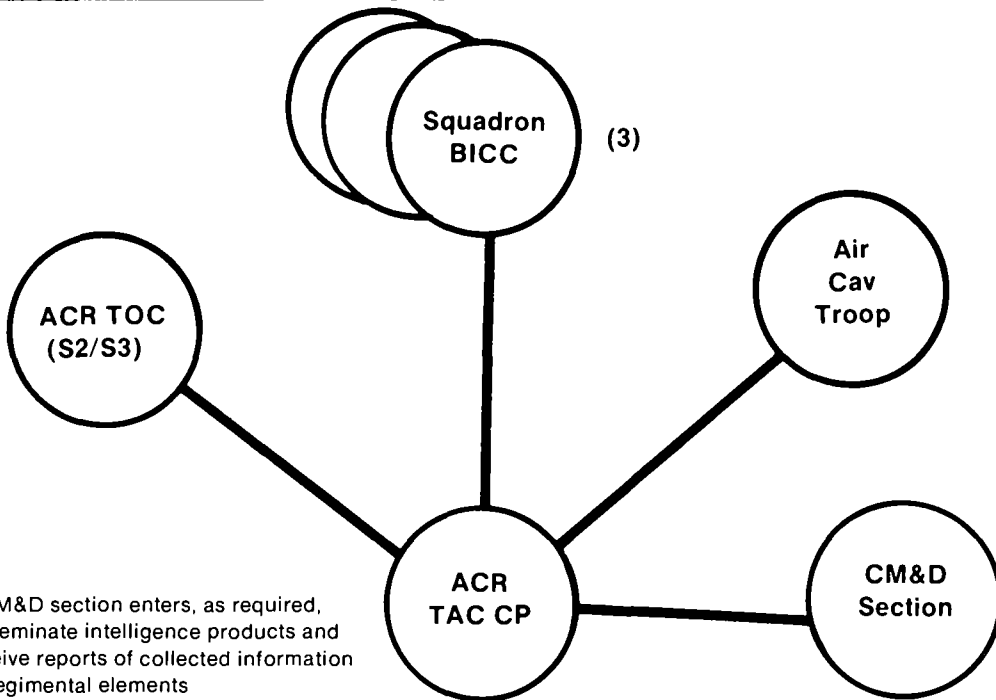 Squadron
BICC
(3)
Air
Cav
Troop
ACR TOC
(S2/S3)
ACR
TAC CP
CM&D
Section
M&D section enters, as required,
eminate intelligence products and
ive reports of collected information
egimental elements